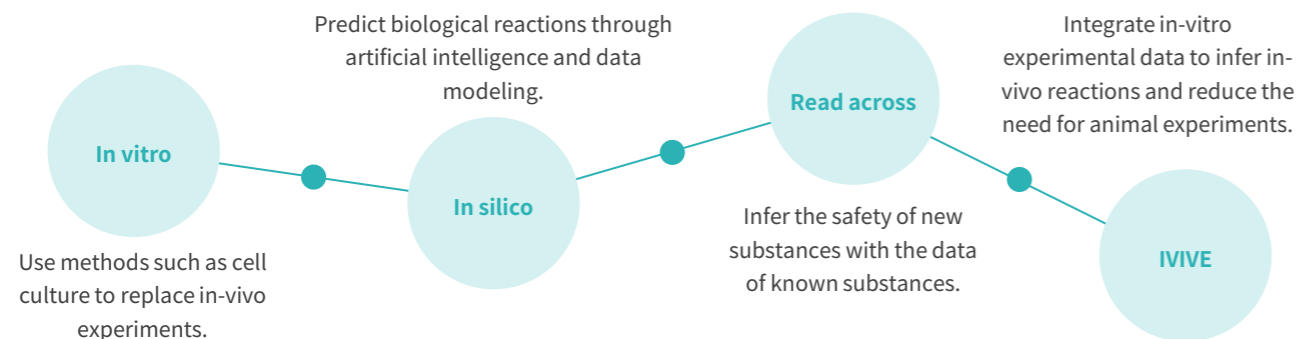 In vitro
Use methods such as cell
culture to replace in-vivo
experiments.
Predict biological reactions through
artificial intelligence and data
modeling.
In silico
Read across
Infer the safety of new
substances with the data
of known substances.
Integrate in-vitro
experimental data to infer in-
vivo reactions and reduce the
need for animal experiments.
IVIVE